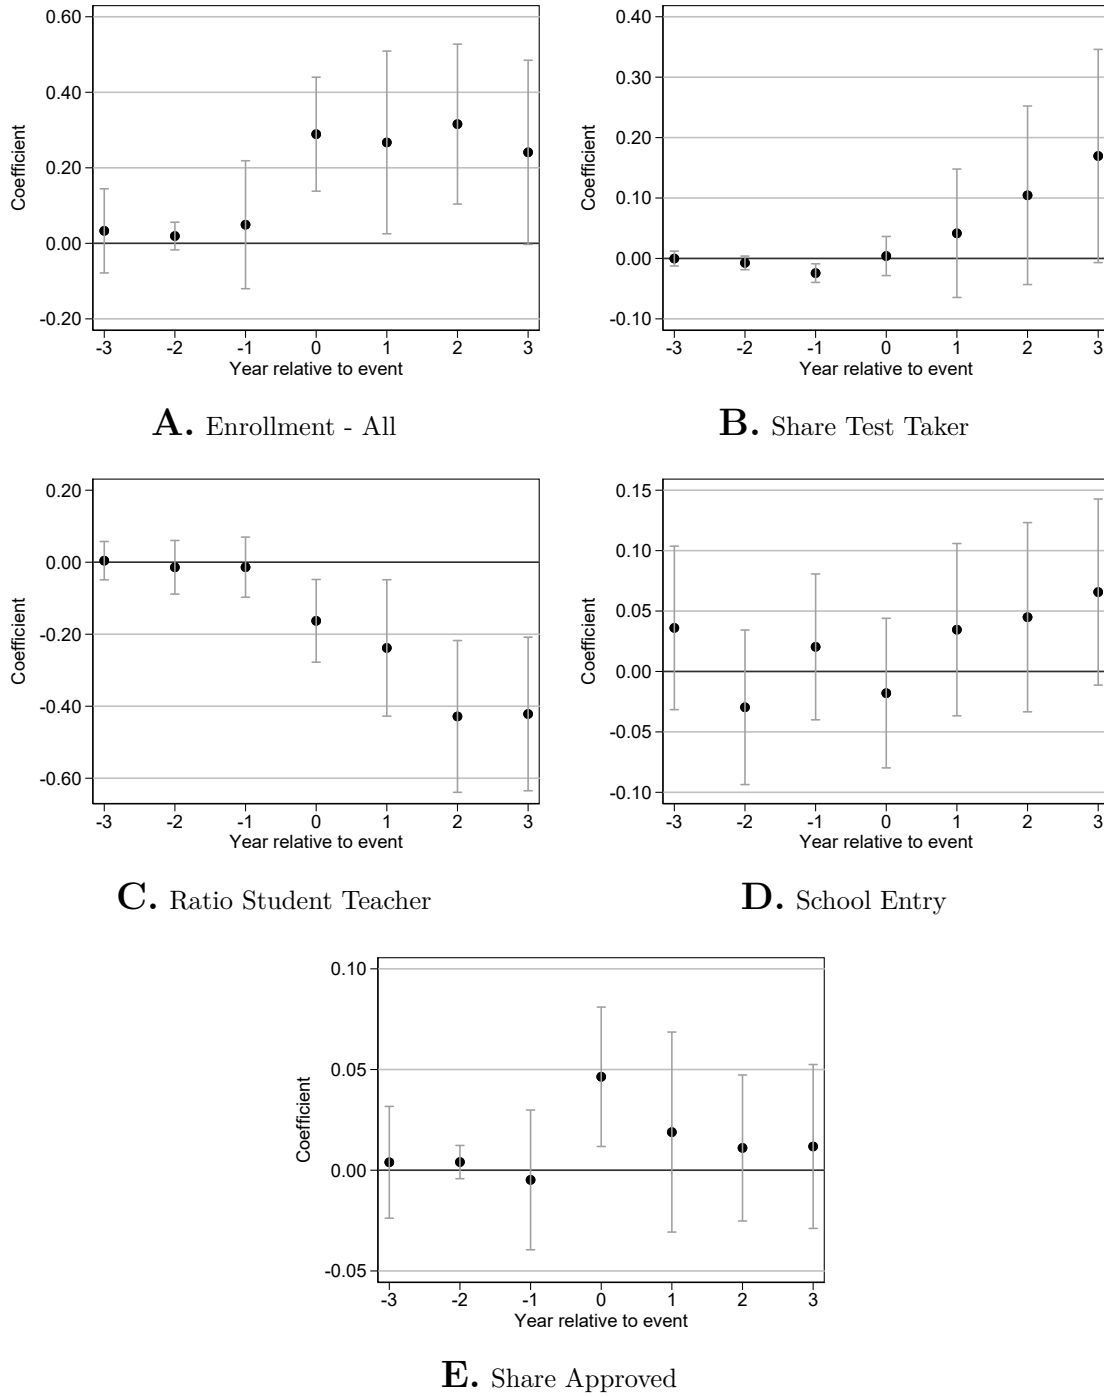 0.60
0.40
0.20
0.00
-0.20
Coefficient
-3 -2 -1 0 1 2 3
Year relative to event
A. Enrollment - All
0.40
0.30
0.20
0.10
0.00
-0.10
Coefficient
-3 -2 -1 0 1 2 3
Year relative to event
B. Share Test Taker
0.20
0.00
-0.20
-0.40
-0.60
Coefficient
-3 -2 -1 0 1 2 3
Year relative to event
C. Ratio Student Teacher
0.15
0.10
0.05
0.00
-0.05
-0.10
Coefficient
-3 -2 -1 0 1 2 3
Year relative to event
D. School Entry
0.10
0.05
0.00
-0.05
Coefficient
-3 -2 -1 0 1 2 3
Year relative to event
E. Share Approved